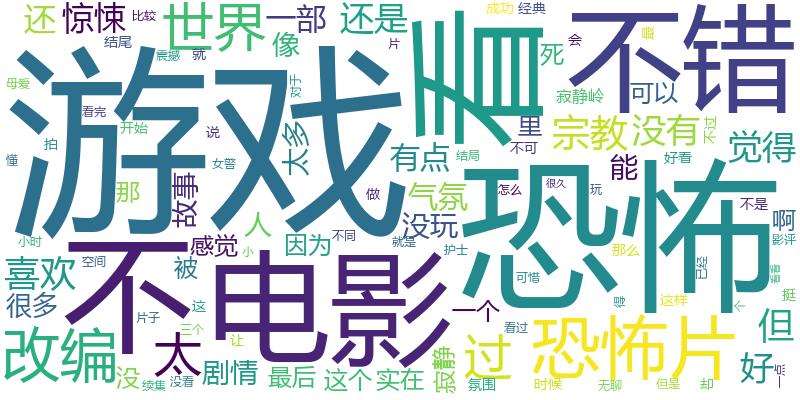 还
惊悚
比较
世界
一部
还是
成功
经典
不错
看
结尾
震撼
就
像
片
死
会
最
游戏
母爱
看完
对于
寂静岭
可以
开始
说
太多
里
宗教
没有
不过
懂
拍
女警
有点
结局
不可
好看
觉得
恐怖
能
那
故事
气氛
做
怎么
很久
玩
不是
啊
影评
小时
人
没玩
感觉
小
因为
不同
就是
护士
那么
已经
看看
喜欢
空间
不
电影
被
可惜
得
这样
挺
个
很多
片子
这
一个
看过
过
恐怖片
但
改编
三个
让
太
没
续集
没看
剧情
最后
这个
实在
寂静
氛围
时候
无聊
但是
却
好
一点